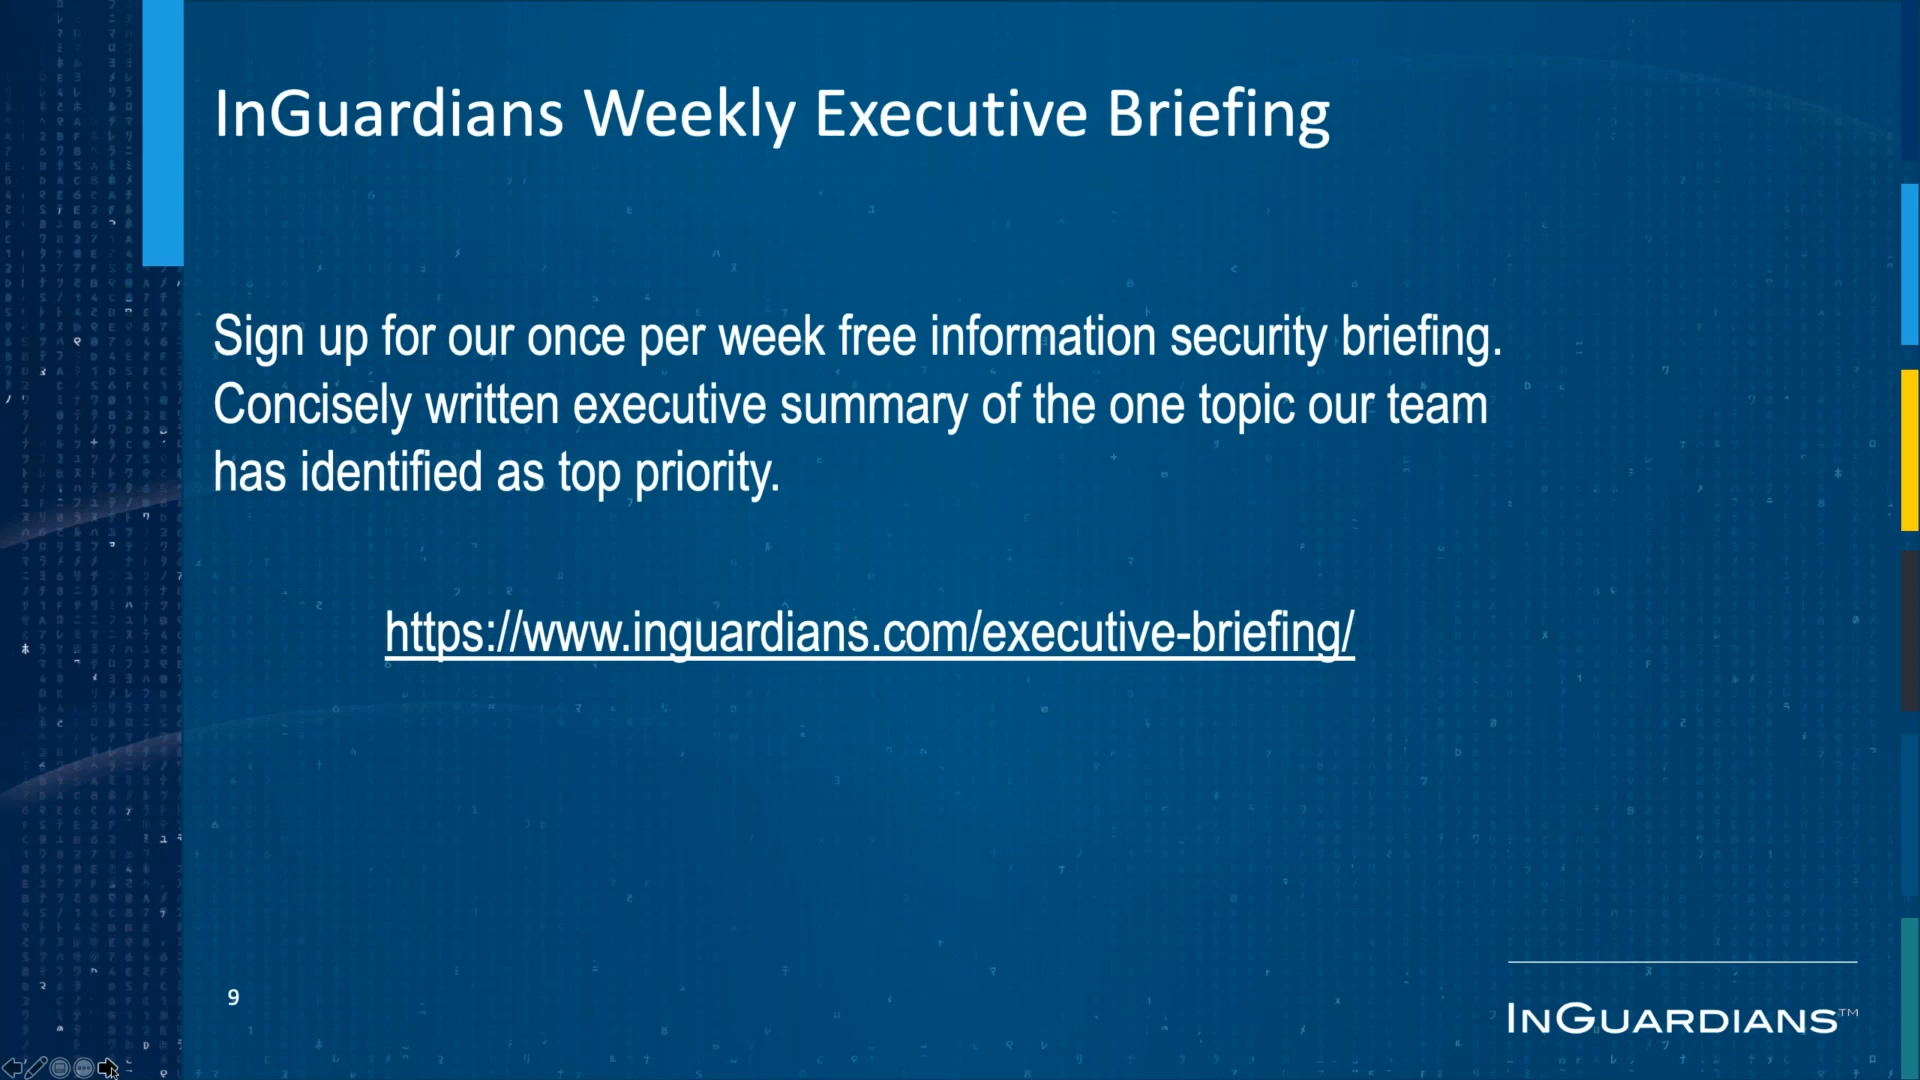 InGuardians Weekly Executive Briefing
Sign up for our once per week free information security briefing.
Concisely written executive summary of the one topic our team
has identified as top priority.
https://www.inguardians.com/executive-briefing/
9
INGUARDIANS™